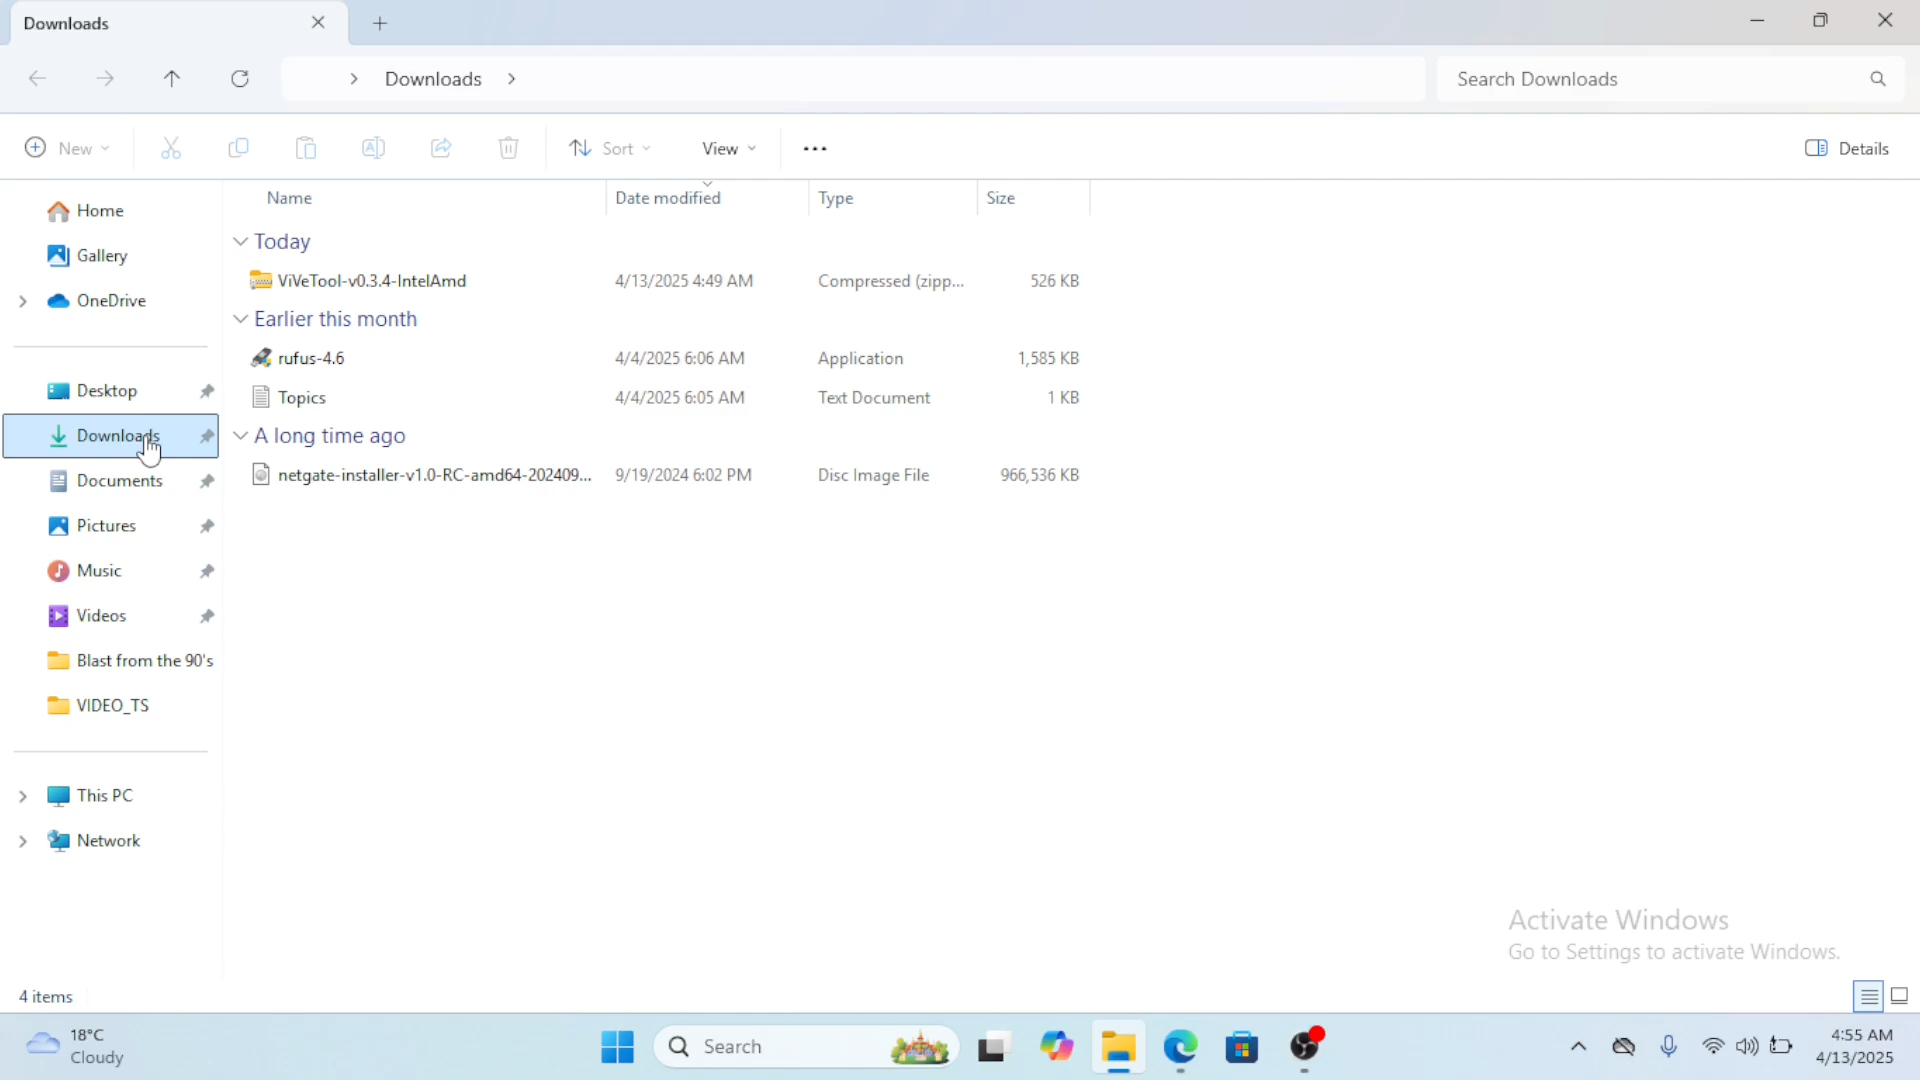 Downloads
Downloads
Search Downloads
New
Sort
View
Details
Home
Gallery
OneDrive
Desktop
Downloads
Documents
Pictures
Music
Videos
Blast from the 90's
VIDEO_TS
This PC
Network
Name Date modified Type Size
Today
ViVeTool-v0.3.4-IntelAmd 4/13/2025 4:49 AM Compressed (zipp... 526 KB
Earlier this month
rufus-4.6 4/4/2025 6:06 AM Application 1,585 KB
Topics 4/4/2025 6:05 AM Text Document 1 KB
A long time ago
netgate-installer-v1.0-RC-amd64-202409... 9/19/2024 6:02 PM Disc Image File 966,536 KB
Activate Windows
Go to Settings to activate Windows.
4 items
18°C
Cloudy
Search
4:55 AM
4/13/2025